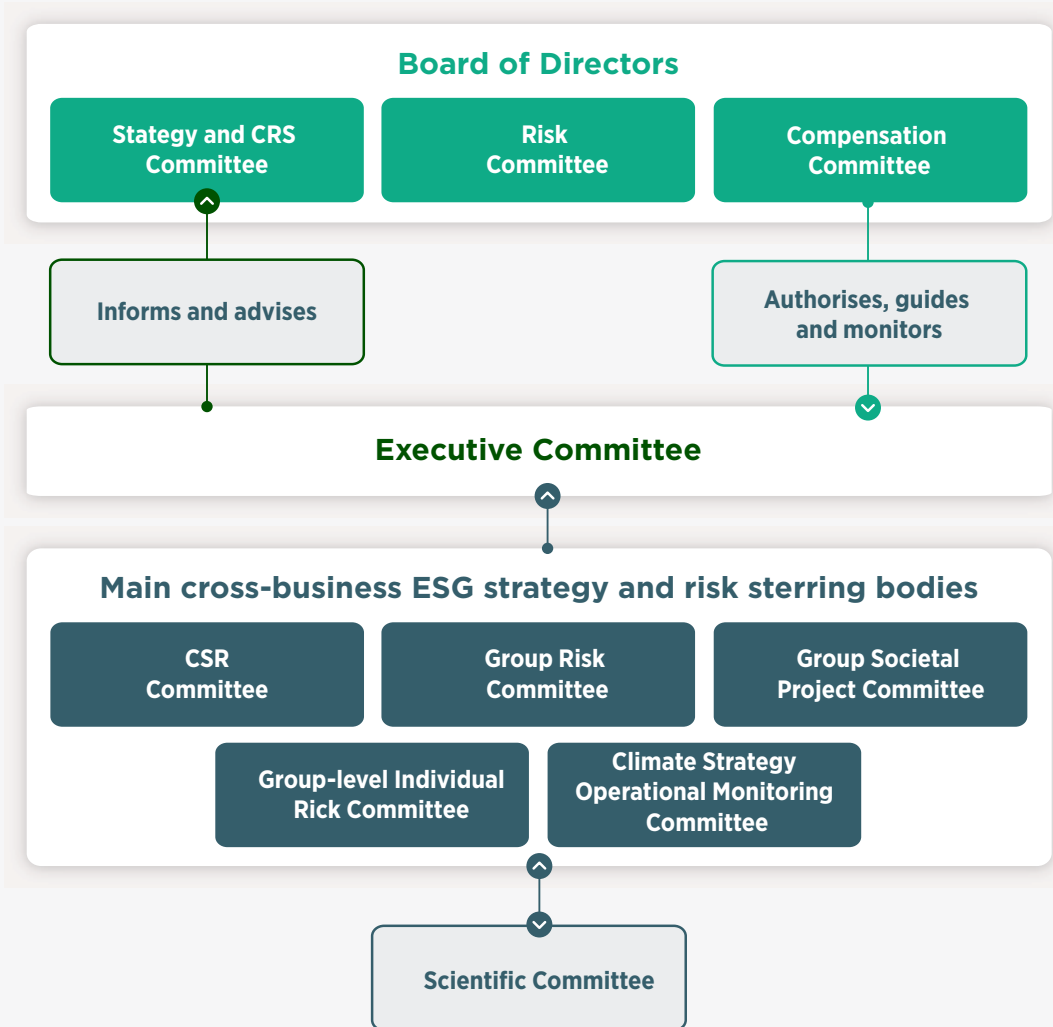 Board of Directors
Stategy and CRS
Committee
Risk
Committee
Compensation
Committee
Informs and advises
Authorises, guides
and monitors
Executive Committee
Main cross-business ESG strategy and risk sterring bodies
CSR
Committee
Group Risk
Committee
Group Societal
Project Committee
Group-level Individual
Rick Committee
Climate Strategy
Operational Monitoring
Committee
Scientific Committee